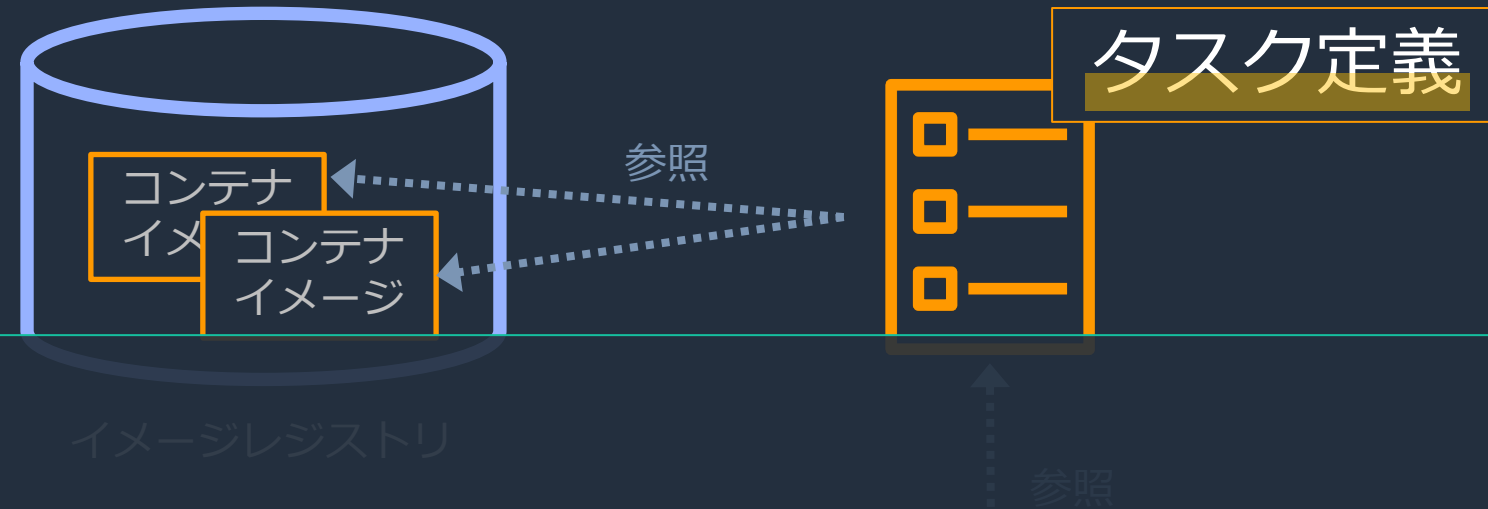 タスク定義
参照
コンテナ
イメ
コンテナ
イメージ
イメージレジストリ
参照